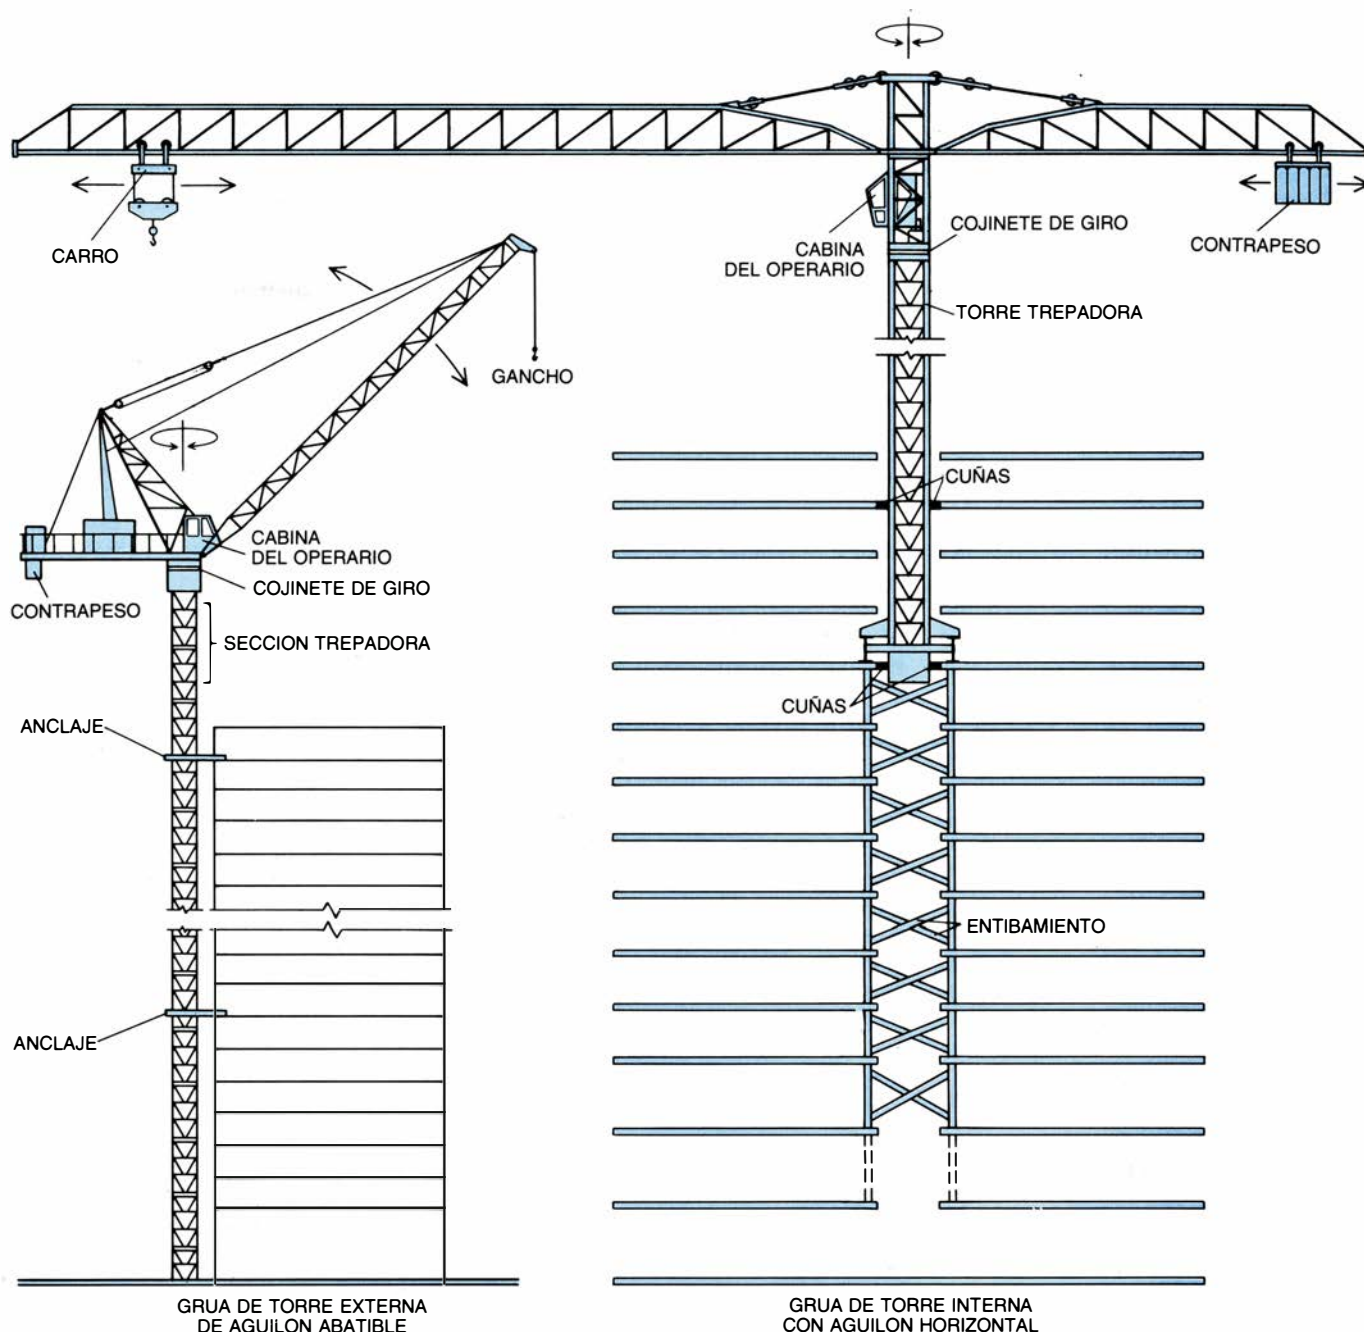 CARRO
CABINA
DEL OPERARIO
COJINETE DE GIRO
CONTRAPESO
TORRE TREPADORA
GANCHO
CUÑAS
CABINA
DEL OPERARIO
COJINETE DE GIRO
CONTRAPESO
SECCION TREPADORA
CUÑAS
ANCLAJE
ENTIBAMIENTO
ANCLAJE
GRUA DE TORRE EXTERNA
DE AGUILON ABATIBLE
GRUA DE TORRE INTERNA
CON AGUILON HORIZONTAL